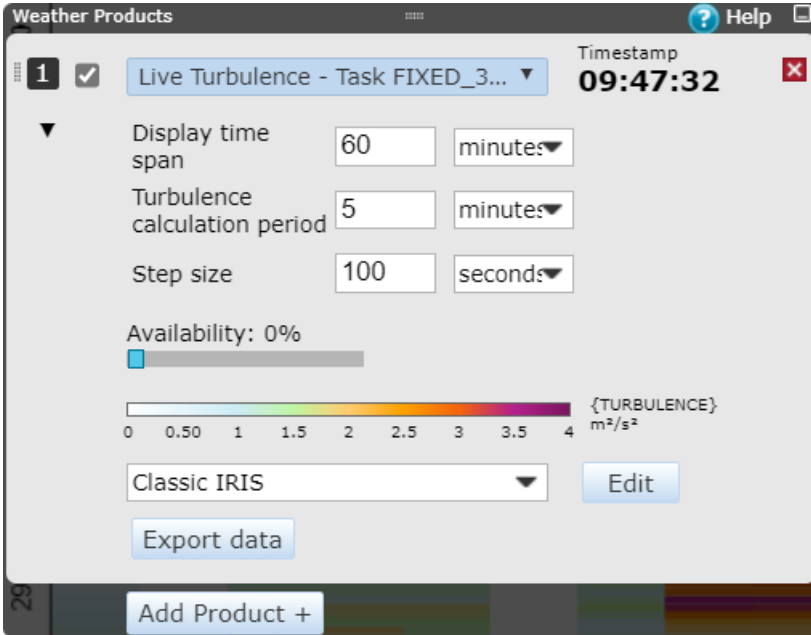 Weather Products
Help
1
Live Turbulence - Task FIXED_3... ▼
Timestamp
09:47:32
Display time
span
60
minutes
Turbulence
calculation period
5
minutes
Step size
100
seconds
Availability: 0%
0 0.50 1 1.5 2 2.5 3 3.5 4
{TURBULENCE}
m²/s²
Classic IRIS
Edit
Export data
29
Add Product +